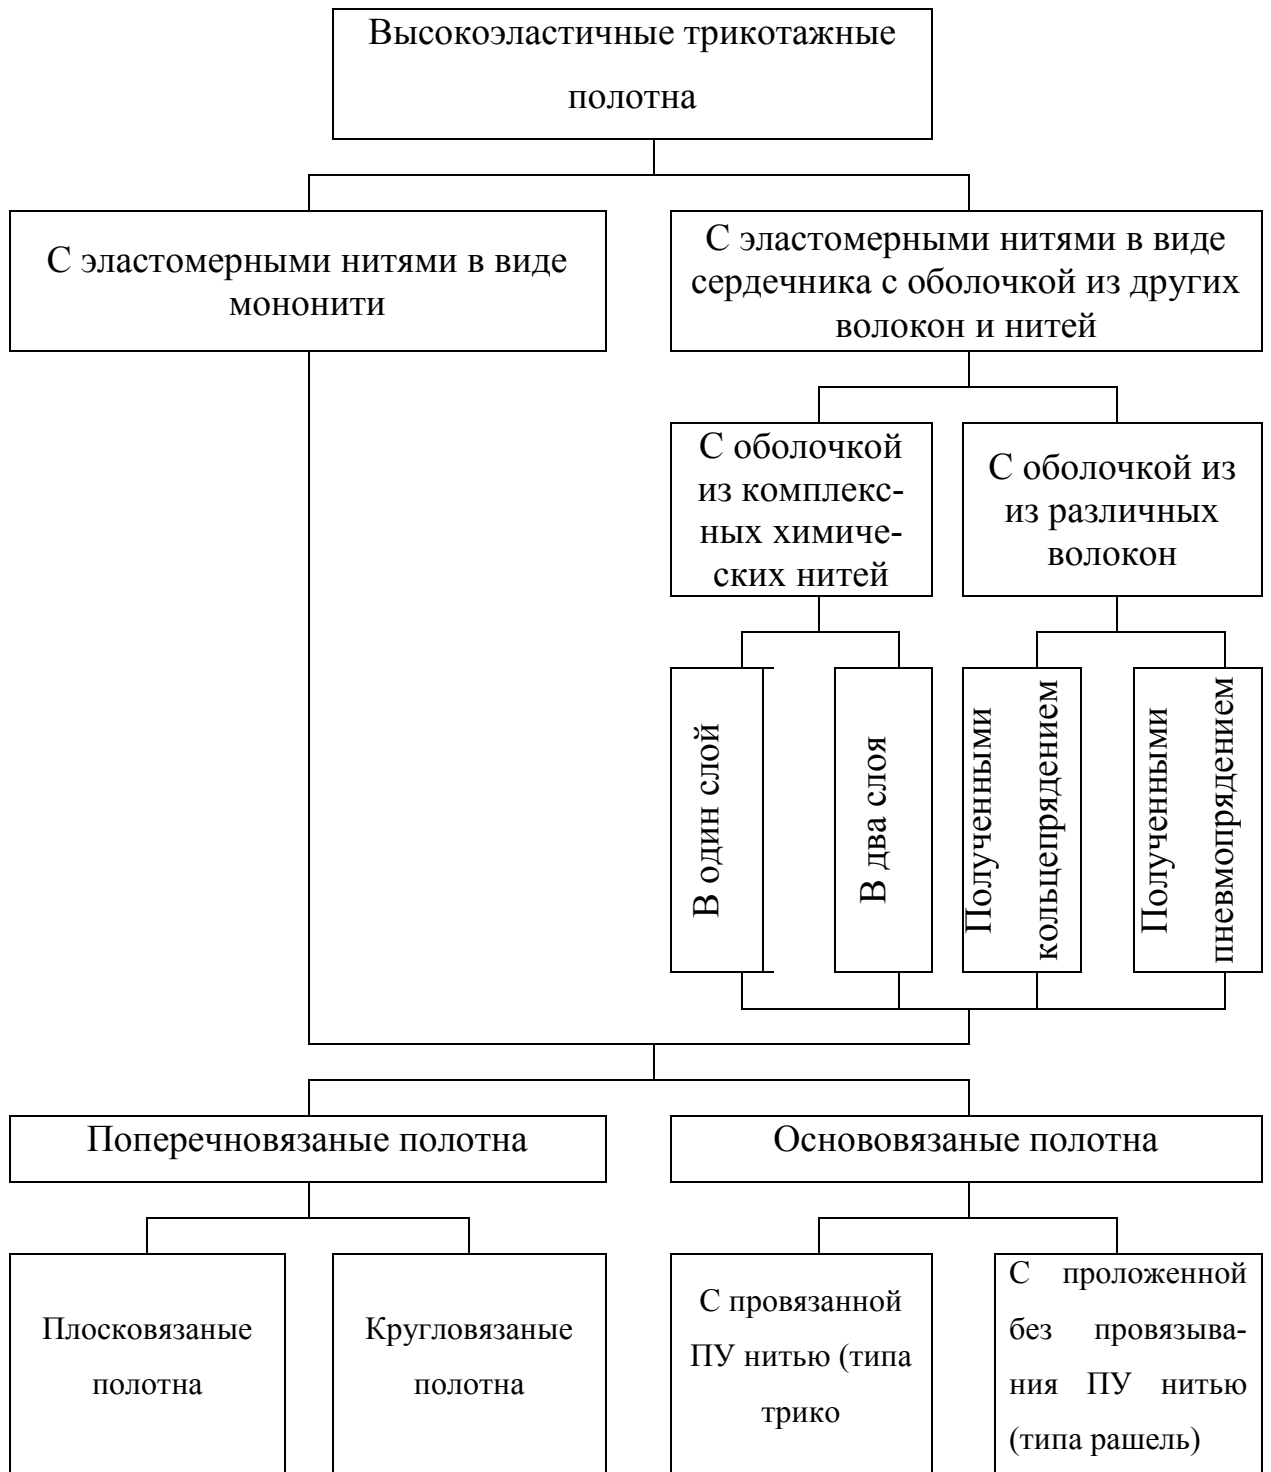 Высокоэластичные трикотажные
полотна
С эластомерными нитями в виде
мононити
С эластомерными нитями в виде
сердечника с оболочкой из других
волокон и нитей
С оболочкой
из комплекс-
ных химиче-
ских нитей
С оболочкой из
из различных
волокон
В один слой
В два слоя
Полученными
кольцепрядением
Полученными
пневмопрядением
Поперечновязаные полотна
Основовязаные полотна
Плосковязаные
полотна
Кругловязаные
полотна
С провязанной
ПУ нитью (типа
трико
С проложенной
без провязыва-
ния ПУ нитью
(типа рашель)